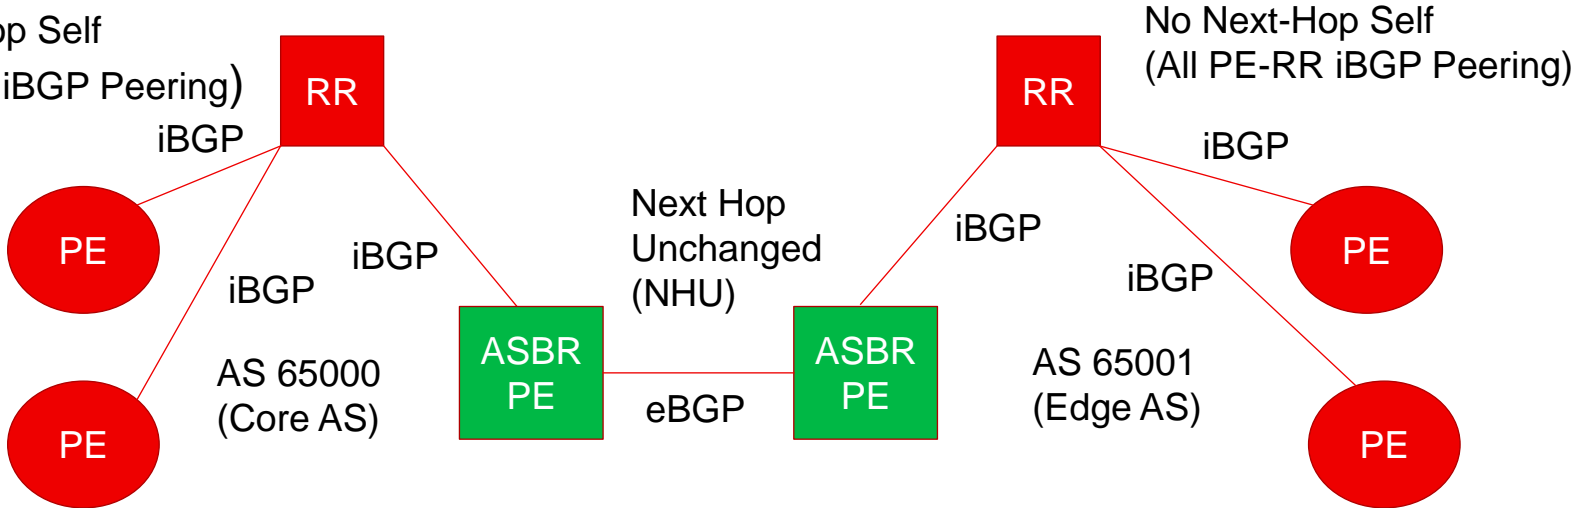 op Self
iBGP Peering)
RR
iBGP
PE
iBGP
iBGP
PE
AS 65000
(Core AS)
ASBR
PE
Next Hop
Unchanged
(NHU)
eBGP
ASBR
PE
RR
No Next-Hop Self
(All PE-RR iBGP Peering)
iBGP
iBGP
PE
iBGP
AS 65001
(Edge AS)
PE